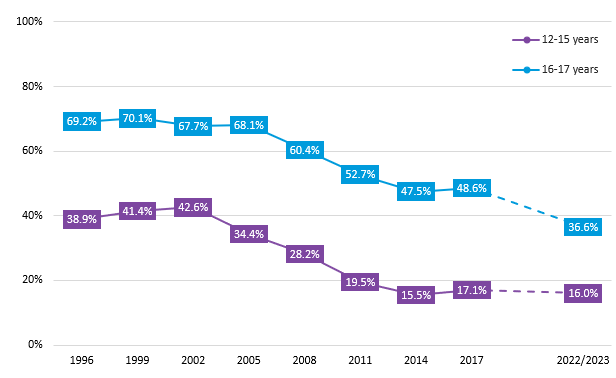 100%
12-15 years
16-17 years
80%
69.2% 70.1% 67.7% 68.1%
60.4%
60%
52.7%
47.5% 48.6%
40%
38.9% 41.4% 42.6%
36.6%
34.4%
28.2%
20%
19.5%
15.5% 17.1% 16.0%
0%
1996 1999 2002 2005 2008 2011 2014 2017 2022/2023